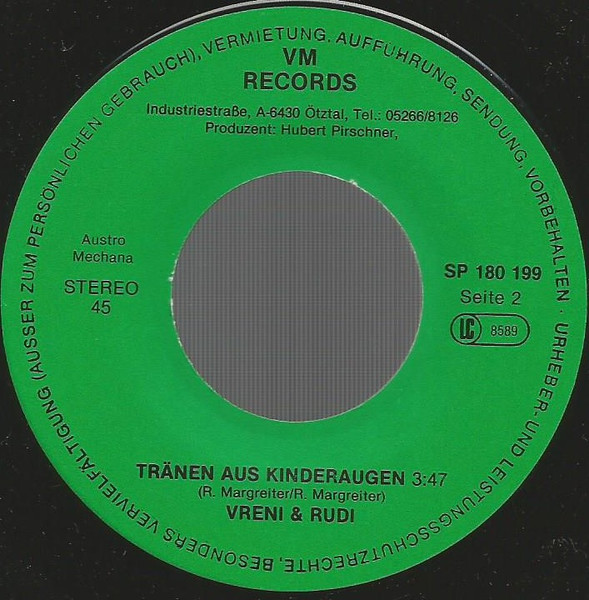 VM
RECORDS
Industriestraße, A-6430 Ötztal, Tel.: 05266/8126
Produzent: Hubert Pirschner,
Austro
Mechana
STEREO
45
SP 180 199
Seite 2
LC 8589
TRÄNEN AUS KINDERAUGEN 3:47
(R. Margreiter/R. Margreiter)
VRENI & RUDI
URHEBER- UND LEISTUNGSSCHUTZRECHTE, BESONDERS VERVIELFÄLTIGUNG (AUSSER ZUM PERSÖNLICHEN GEBRAUCH), VERMIETUNG, AUFFÜHRUNG, SENDUNG, VORBEHALTEN ·